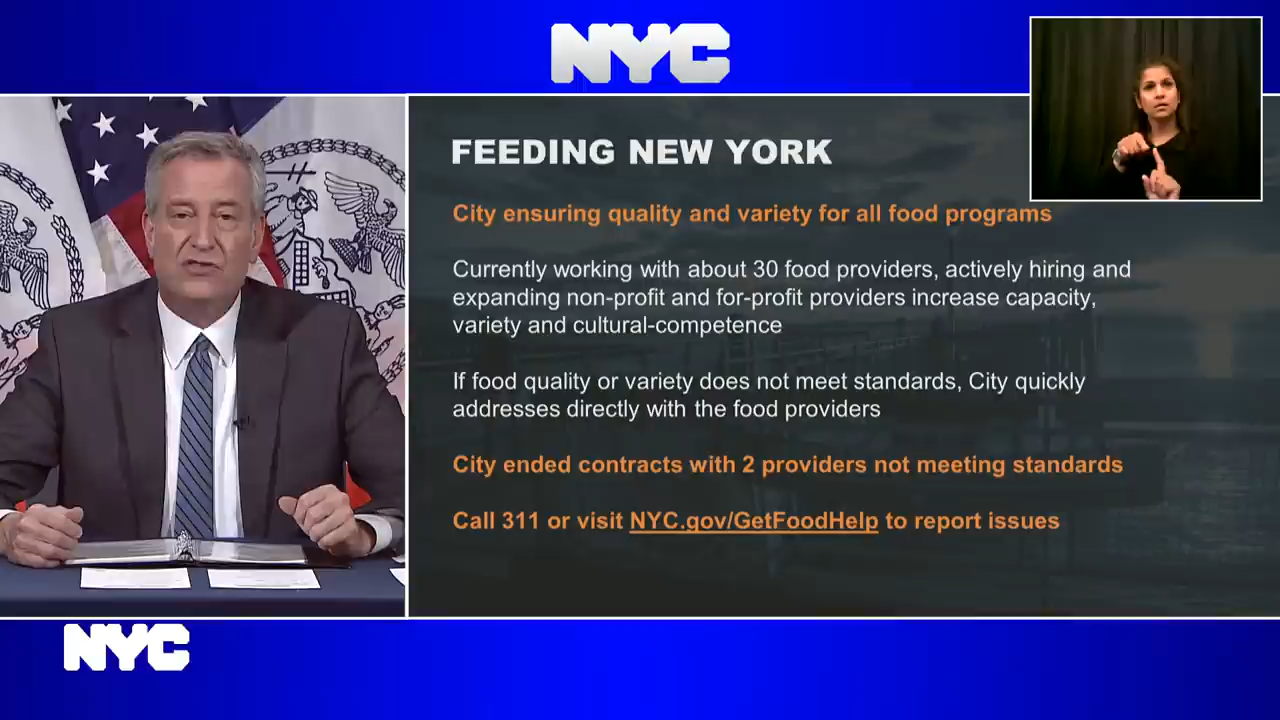 NYC
FEEDING NEW YORK
City ensuring quality and variety for all food programs
Currently working with about 30 food providers, actively hiring and
expanding non-profit and for-profit providers increase capacity,
variety and cultural-competence
If food quality or variety does not meet standards, City quickly
addresses directly with the food providers
City ended contracts with 2 providers not meeting standards
Call 311 or visit NYC.gov/GetFoodHelp to report issues
NYC